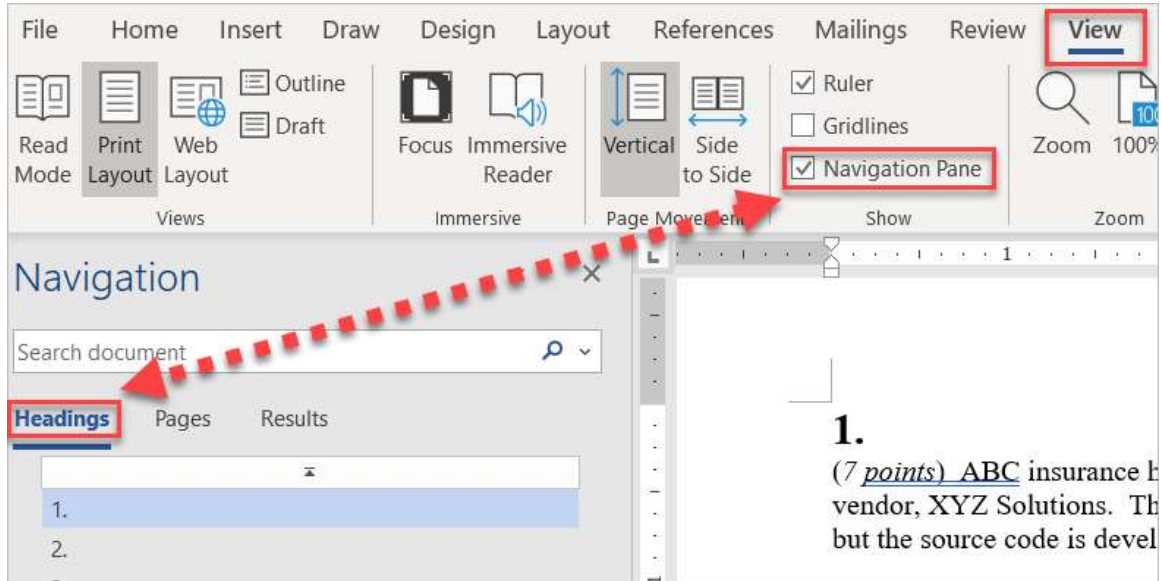 File Home Insert Draw Design Layout References Mailings Review View
Read Mode
Print Layout
Web Layout
Outline
Draft
Views
Focus
Immersive Reader
Immersive
Vertical
Side to Side
Page Movement
Ruler
Gridlines
Navigation Pane
Show
Zoom
100%
Zoom
Navigation
Search document
Headings Pages Results
1.
2.
L
1
1.
(7 points) ABC insurance h
vendor, XYZ Solutions. Th
but the source code is devel